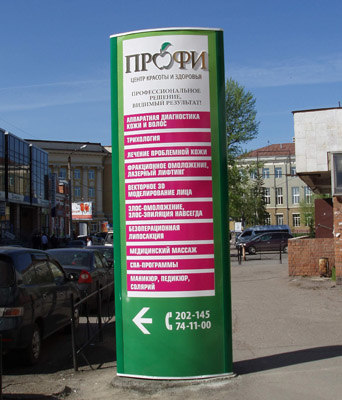 ПРОФИ
ЦЕНТР КРАСОТЫ И ЗДОРОВЬЯ
ПРОФЕССИОНАЛЬНОЕ
РЕШЕНИЕ,
ВИДИМЫЙ РЕЗУЛЬТАТ!
АППАРАТНАЯ ДИАГНОСТИКА
КОЖИ И ВОЛОС
ТРИХОЛОГИЯ
ЛЕЧЕНИЕ ПРОБЛЕМНОЙ КОЖИ
ФРАКЦИОННОЕ ОМОЛОЖЕНИЕ,
ЛАЗЕРНЫЙ ЛИФТИНГ
ВЕКТОРНОЕ 3D
МОДЕЛИРОВАНИЕ ЛИЦА
ЭЛОС-ОМОЛОЖЕНИЕ,
ЭЛОС-ЭПИЛЯЦИЯ НАВСЕГДА
БЕЗОПЕРАЦИОННАЯ
ЛИПОСАКЦИЯ
МЕДИЦИНСКИЙ МАССАЖ
СПА-ПРОГРАММЫ
МАНИКЮР, ПЕДИКЮР,
СОЛЯРИЙ
202-145
74-11-00